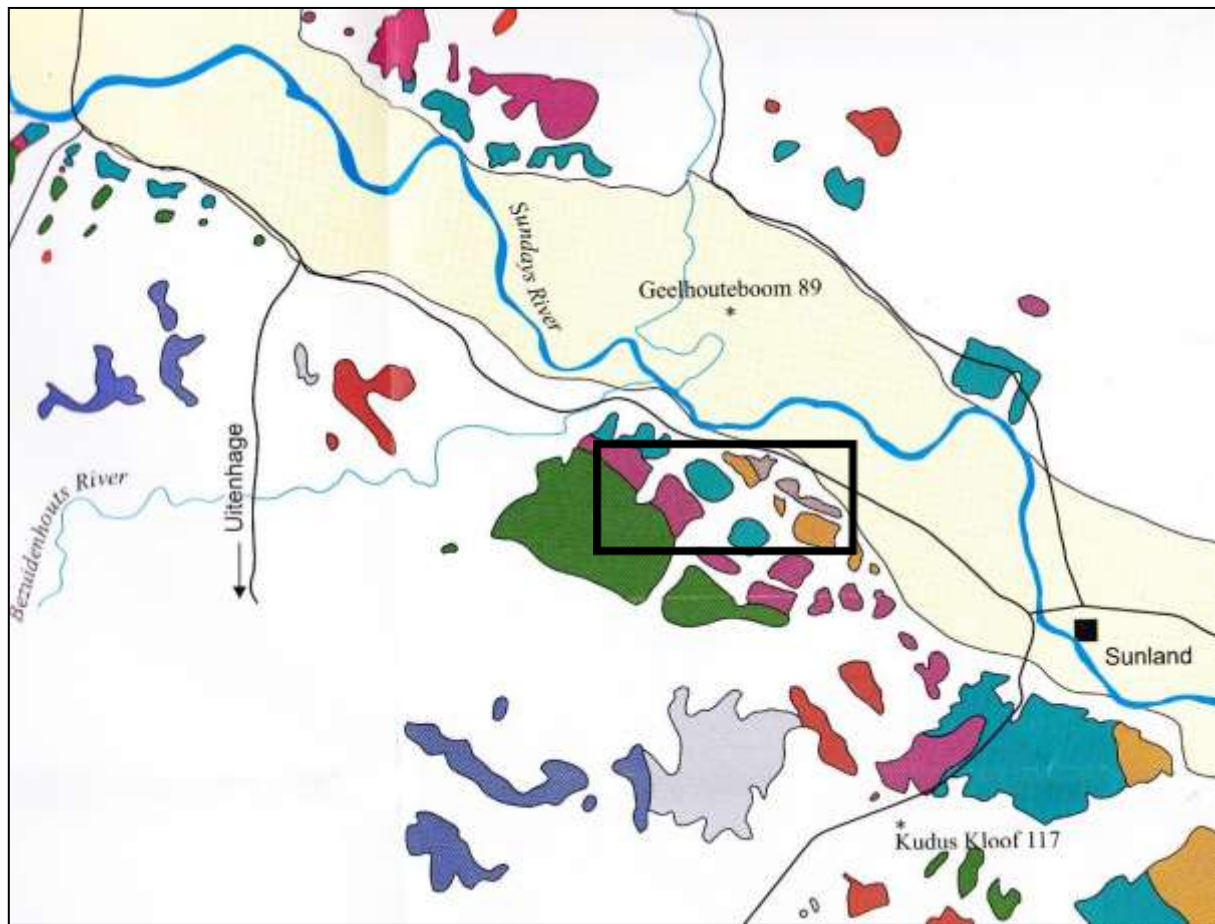 Sundays River
Geelhouteboom 89
*
Bezuidenhouts River
Uitenhage
Sunland
*
Kudus Kloof 117